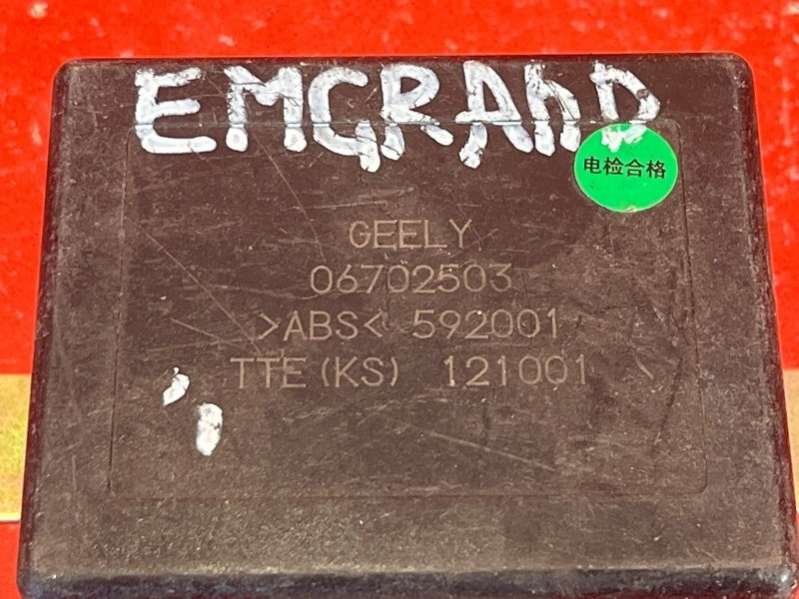 EMGRAnD
电检合格
GEELY
06702503
>ABS< 592001
TTE(KS) 121001